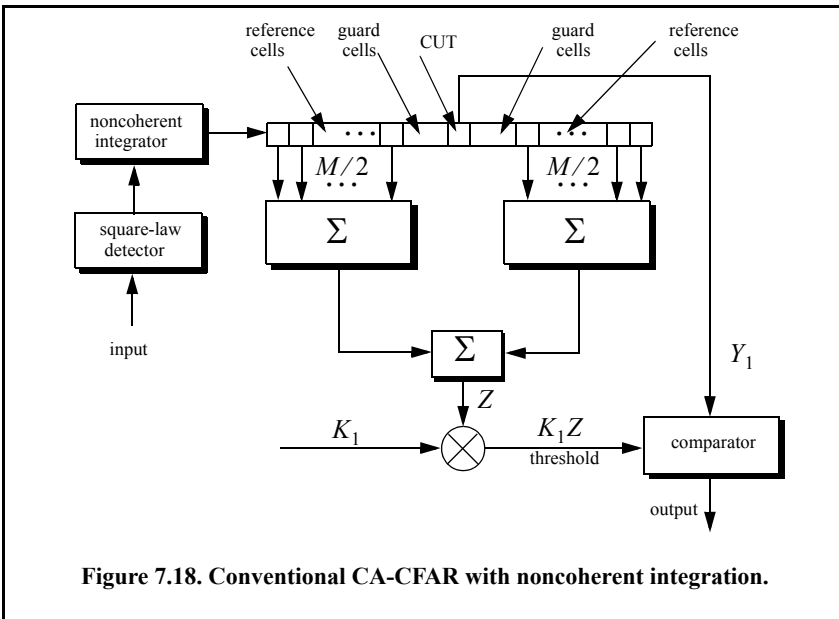 reference
cells
guard
cells
CUT
guard
cells
reference
cells
noncoherent
integrator
M/2
M/2
square-law
detector
Σ
Σ
input
Σ
Y₁
Z
K₁
K₁Z
threshold
comparator
output
Figure 7.18. Conventional CA-CFAR with noncoherent integration.